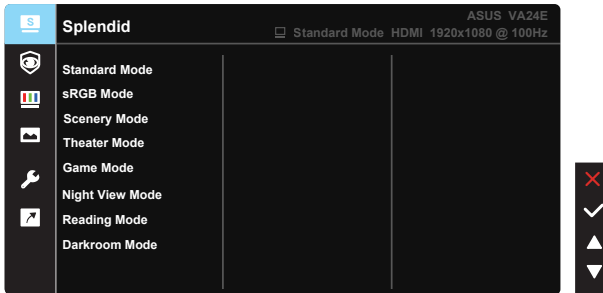 S
Splendid
ASUS VA24E
Standard Mode HDMI 1920x1080 @ 100Hz
Standard Mode
sRGB Mode
Scenery Mode
Theater Mode
Game Mode
Night View Mode
Reading Mode
Darkroom Mode